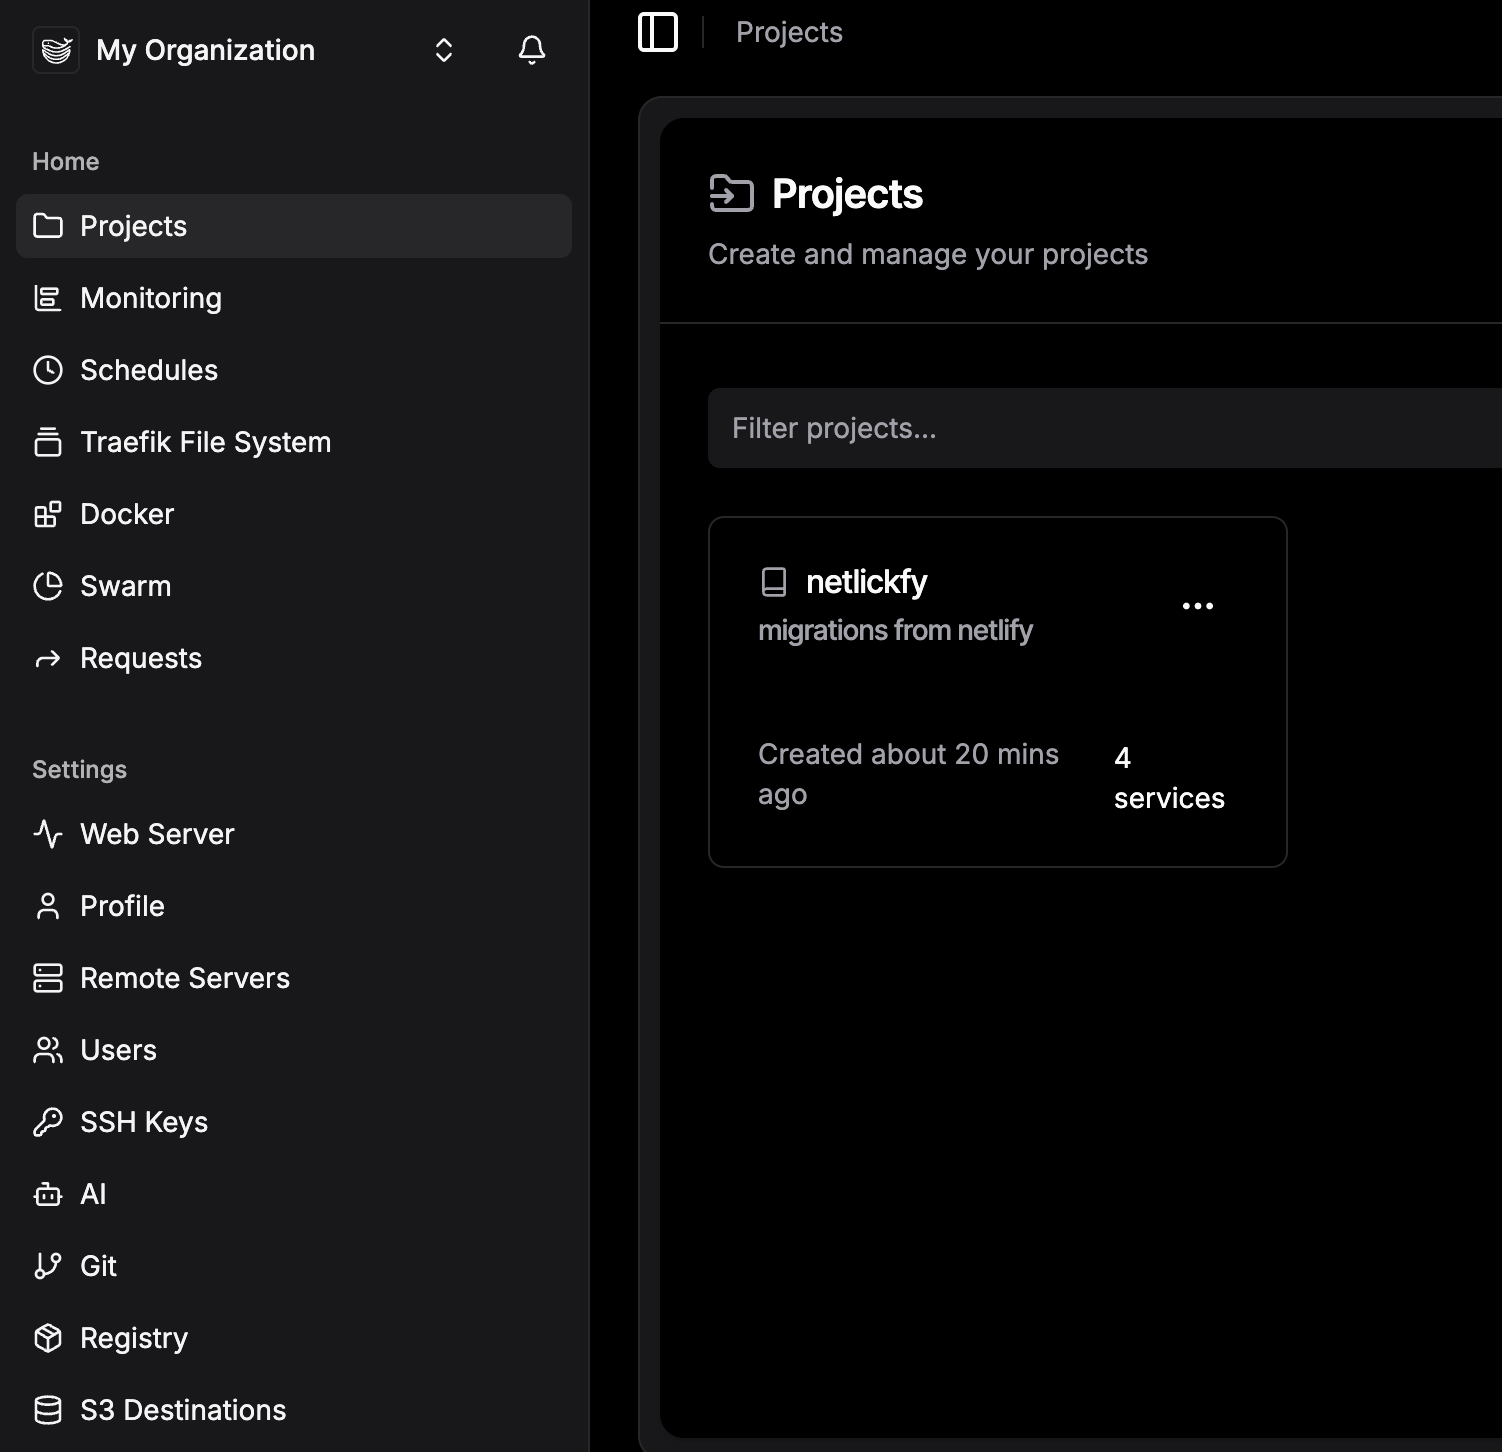 My Organization
Home
Projects
Monitoring
Schedules
Traefik File System
Docker
Swarm
Requests
Settings
Web Server
Profile
Remote Servers
Users
SSH Keys
AI
Git
Registry
S3 Destinations
Projects
Projects
Create and manage your projects
Filter projects...
netlickfy
migrations from netlify
Created about 20 mins
ago
4
services